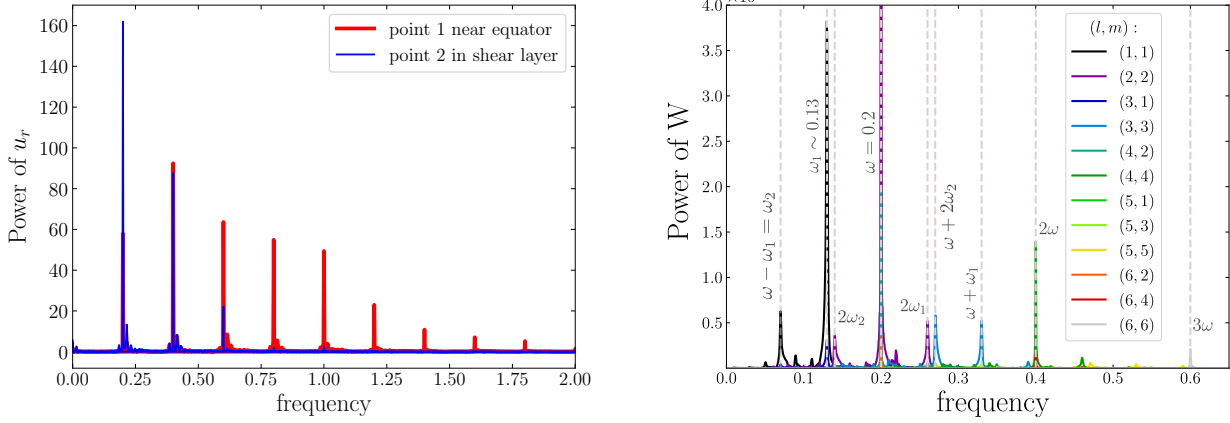 160
140
120
100
80
60
40
20
0
Power of u_r
point 1 near equator
point 2 in shear layer
0.00 0.25 0.50 0.75 1.00 1.25 1.50 1.75 2.00
frequency
4.0
3.5
3.0
2.5
2.0
1.5
1.0
0.5
Power of W
ω − ω₁ = ω₂
ω₁ ∼ 0.13
2ω₂
ω = 0.2
2ω₁
ω + 2ω₂
ω + ω₁
2ω
3ω
(l, m) :
(1, 1)
(2, 2)
(3, 1)
(3, 3)
(4, 2)
(4, 4)
(5, 1)
(5, 3)
(5, 5)
(6, 2)
(6, 4)
(6, 6)
0.0 0.1 0.2 0.3 0.4 0.5 0.6
frequency